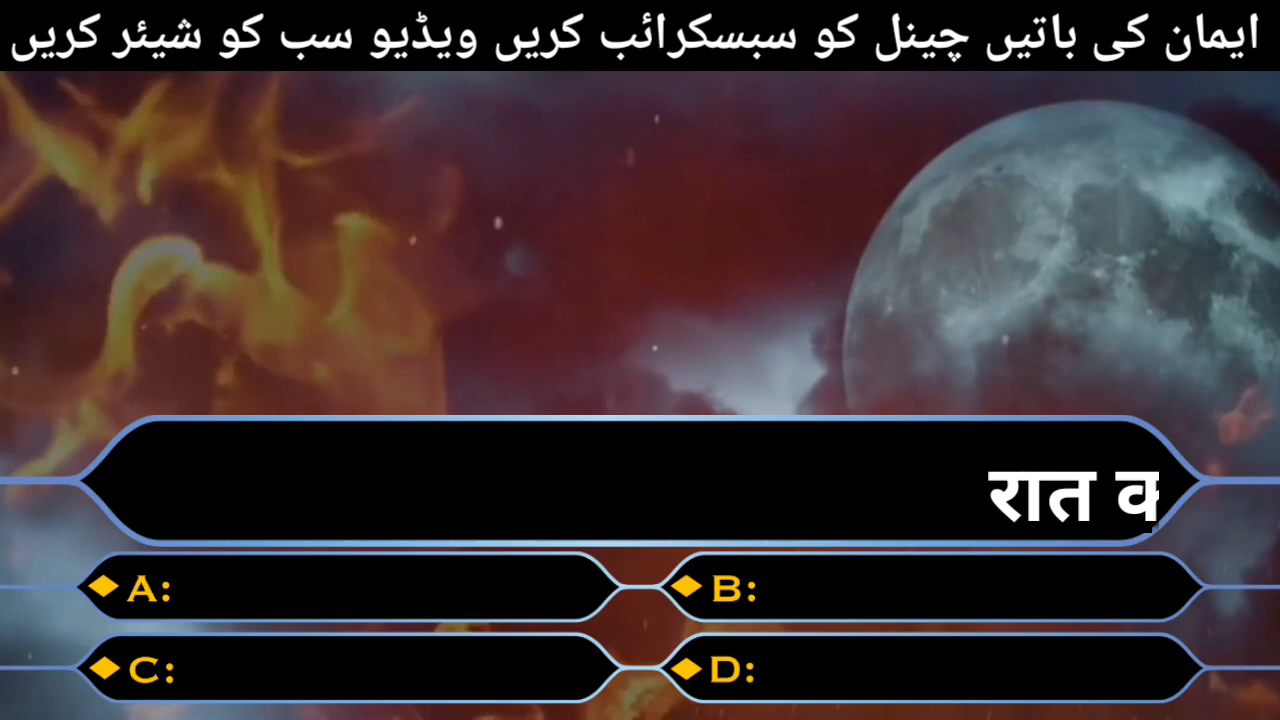 ایمان کی باتیں چینل کو سبسکرائب کریں ویڈیو سب کو شیئر کریں
रात
A:
B:
C:
D: